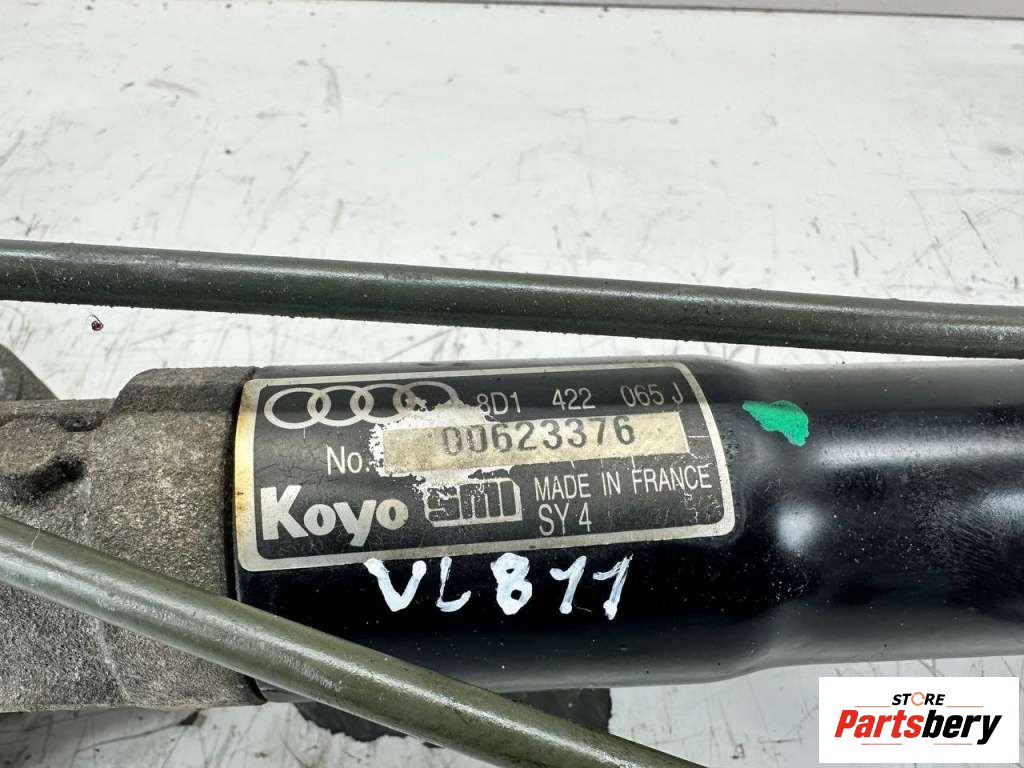 8D1 422 065 J
No. 00623376
Koyo SMI MADE IN FRANCE
SY 4
VL811
STORE
Partsbery